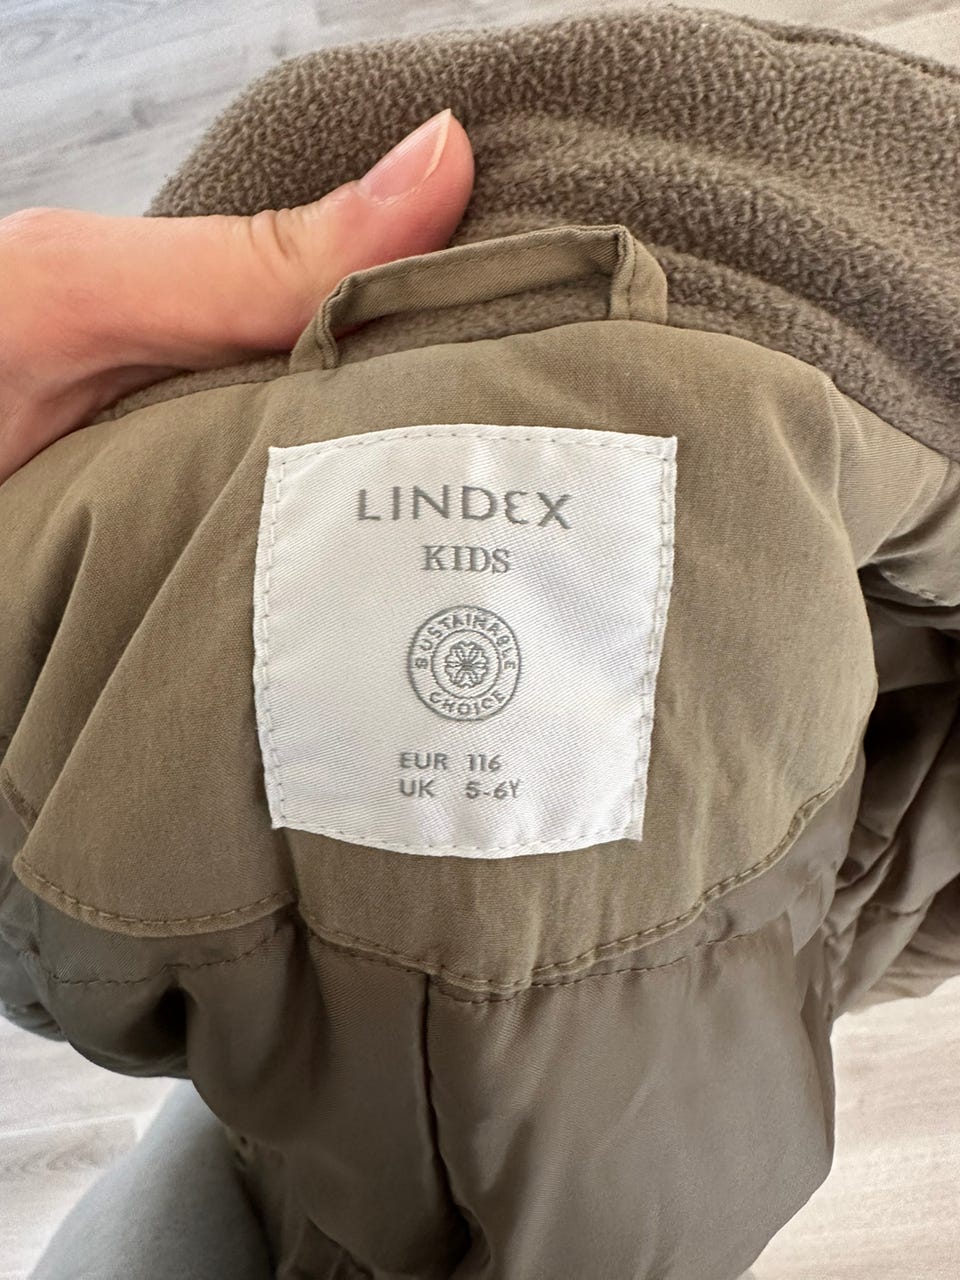 LINDEX
KIDS
SUSTAINABLE
CHOICE
EUR 116
UK 5-6Y